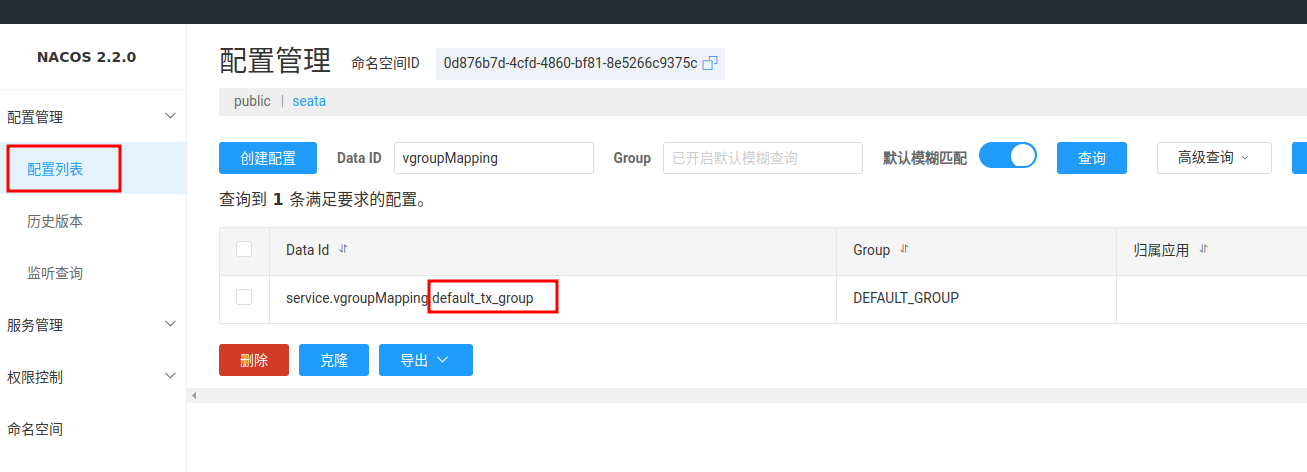 NACOS 2.2.0
配置管理
配置列表
历史版本
监听查询
服务管理
权限控制
命名空间
配置管理 命名空间ID 0d876b7d-4cfd-4860-bf81-8e5266c9375c
public | seata
创建配置 Data ID vgroupMapping Group 已开启默认模糊查询 默认模糊匹配 查询 高级查询
查询到 1 条满足要求的配置。
Data Id Group 归属应用
service.vgroupMapping.default_tx_group DEFAULT_GROUP
删除 克隆 导出